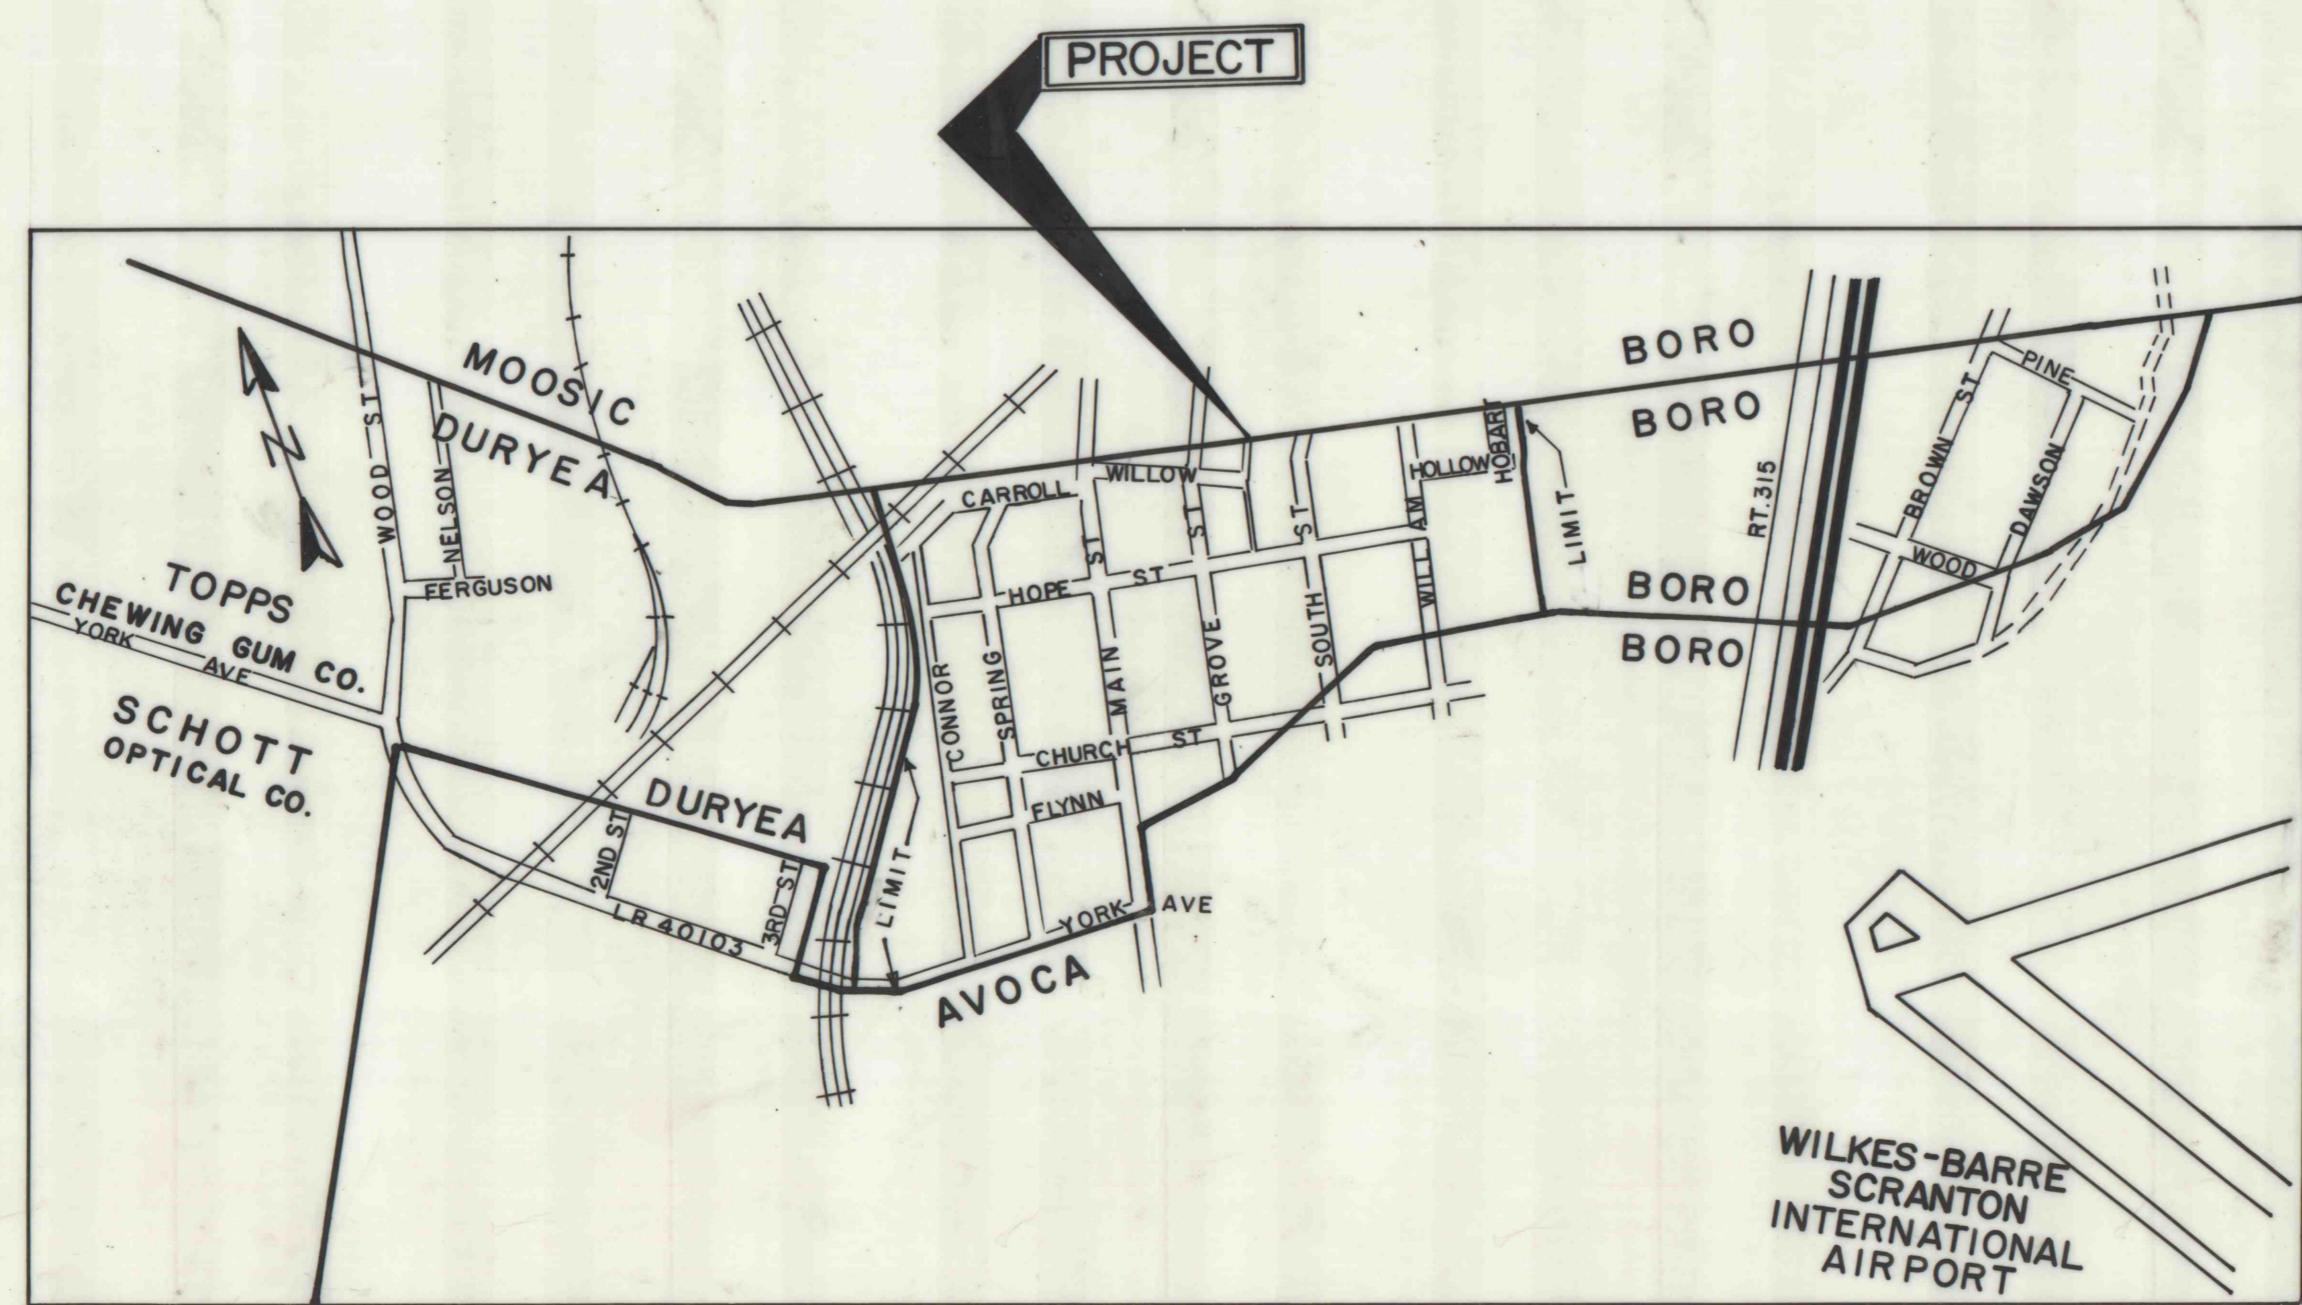 PROJECT
MOOSIC
BORO
DURYEA
BORO
PINE
WOOD ST
NELSON
FERGUSON
N
TOPPS
CHEWING GUM CO.
YORK AVE
SCHOTT
OPTICAL CO.
CARROLL
WILLOW
HOLLOW
HOBART
LIMIT
RT. 315
BROWN ST
DAWSON
WOOD
HOPE ST
CONNOR
SPRING
MAIN ST
GROVE ST
SOUTH ST
WILLIAM
BORO
BORO
CHURCH ST
FLYNN
DURYEA
2ND ST
3RD ST
LR 40103
LIMIT
YORK AVE
AVOCA
WILKES-BARRE
SCRANTON
INTERNATIONAL
AIRPORT